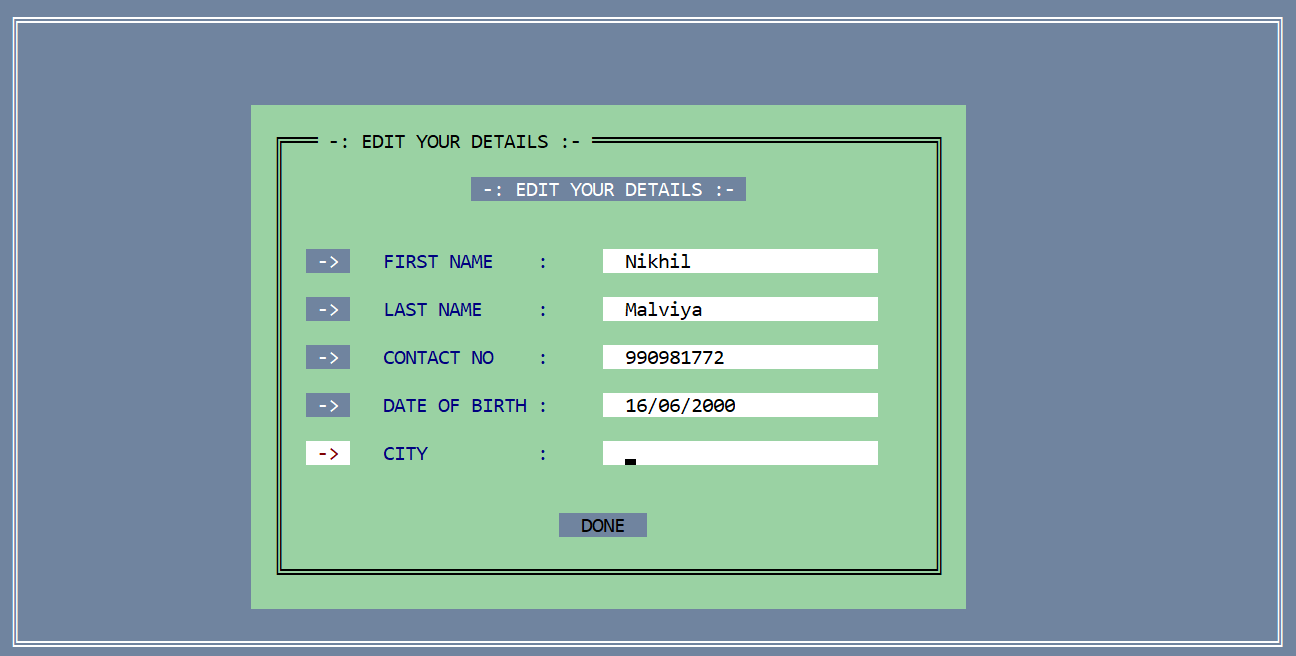 -: EDIT YOUR DETAILS :-
-: EDIT YOUR DETAILS :-
-> FIRST NAME : Nikhil
-> LAST NAME : Malviya
-> CONTACT NO : 990981772
-> DATE OF BIRTH : 16/06/2000
-> CITY :
DONE